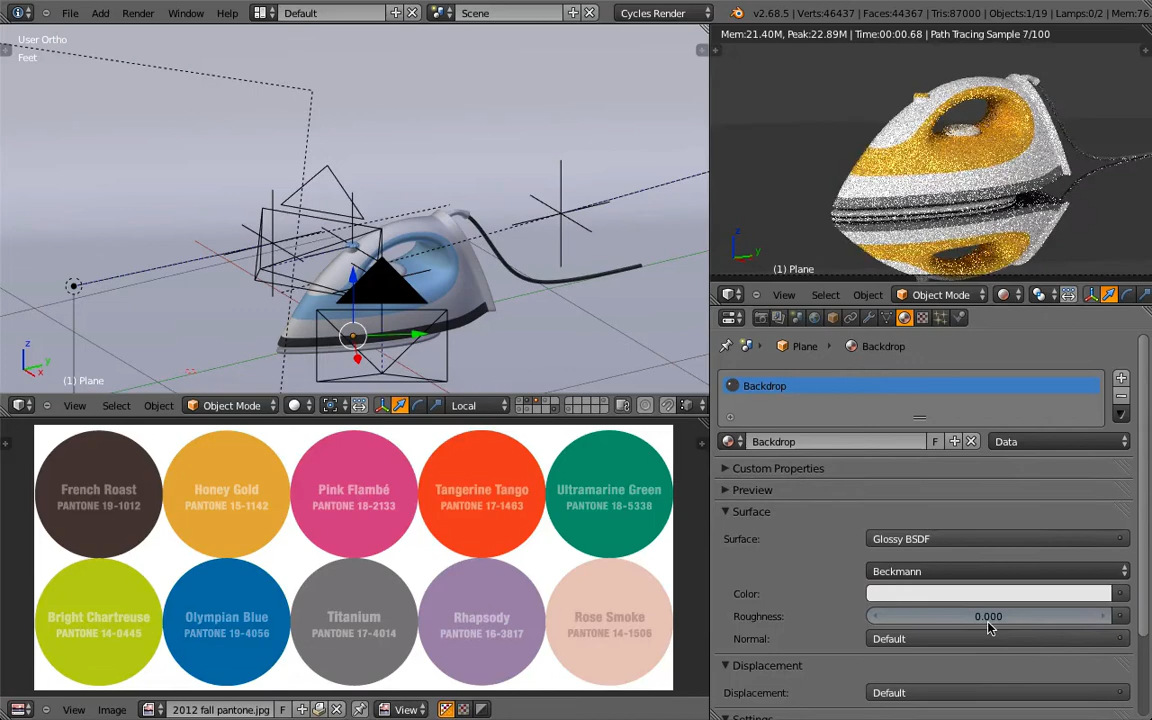 File
Add
Render
Window
Help
Default
Scene
Cycles Render
v2.68.5 | Verts:46437 | Faces:44367 | Tris:87000 | Objects:1/19 | Lamps:0/2 | Mem:76.
User Ortho
Feet
z
y
x
(1) Plane
View
Select
Object
Object Mode
Local
Mem:21.40M, Peak:22.89M | Time:00:00.68 | Path Tracing Sample 7/100
z
y
(1) Plane
View
Select
Object
Object Mode
Plane
Backdrop
Backdrop
Backdrop
F
Data
Custom Properties
Preview
Surface
Surface:
Glossy BSDF
Beckmann
Color:
Roughness:
0.000
Normal:
Default
Displacement
Displacement:
Default
Settings
French Roast
PANTONE 19-1012
Honey Gold
PANTONE 15-1142
Pink Flambé
PANTONE 18-2133
Tangerine Tango
PANTONE 17-1463
Ultramarine Green
PANTONE 18-5338
Bright Chartreuse
PANTONE 14-0445
Olympian Blue
PANTONE 19-4056
Titanium
PANTONE 17-4014
Rhapsody
PANTONE 16-3817
Rose Smoke
PANTONE 14-1506
View
Image
2012 fall pantone.jpg
F
View